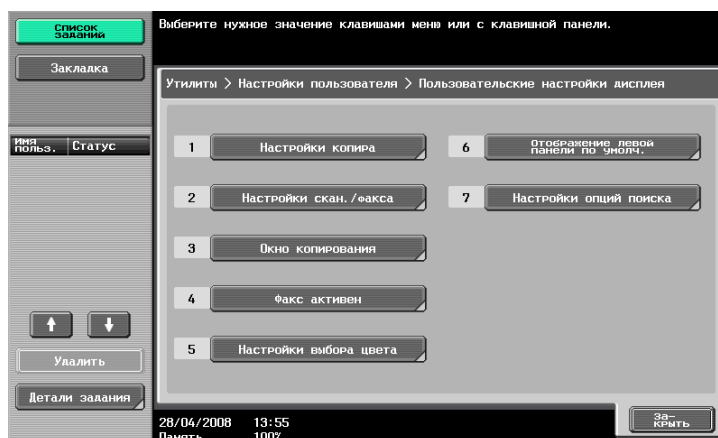 Список
заданий
Выберите нужное значение клавишами меню или с клавишной панели.
Закладка
Утилиты > Настройки пользователя > Пользовательские настройки дисплея
Имя
польз. Статус
1 Настройки копира
6 Отображение левой
панели по умолч.
2 Настройки скан./факса
7 Настройки опций поиска
3 Окно копирования
4 Факс активен
5 Настройки выбора цвета
Удалить
Детали задания
28/04/2008 13:55
Память 100%
За-
крыть